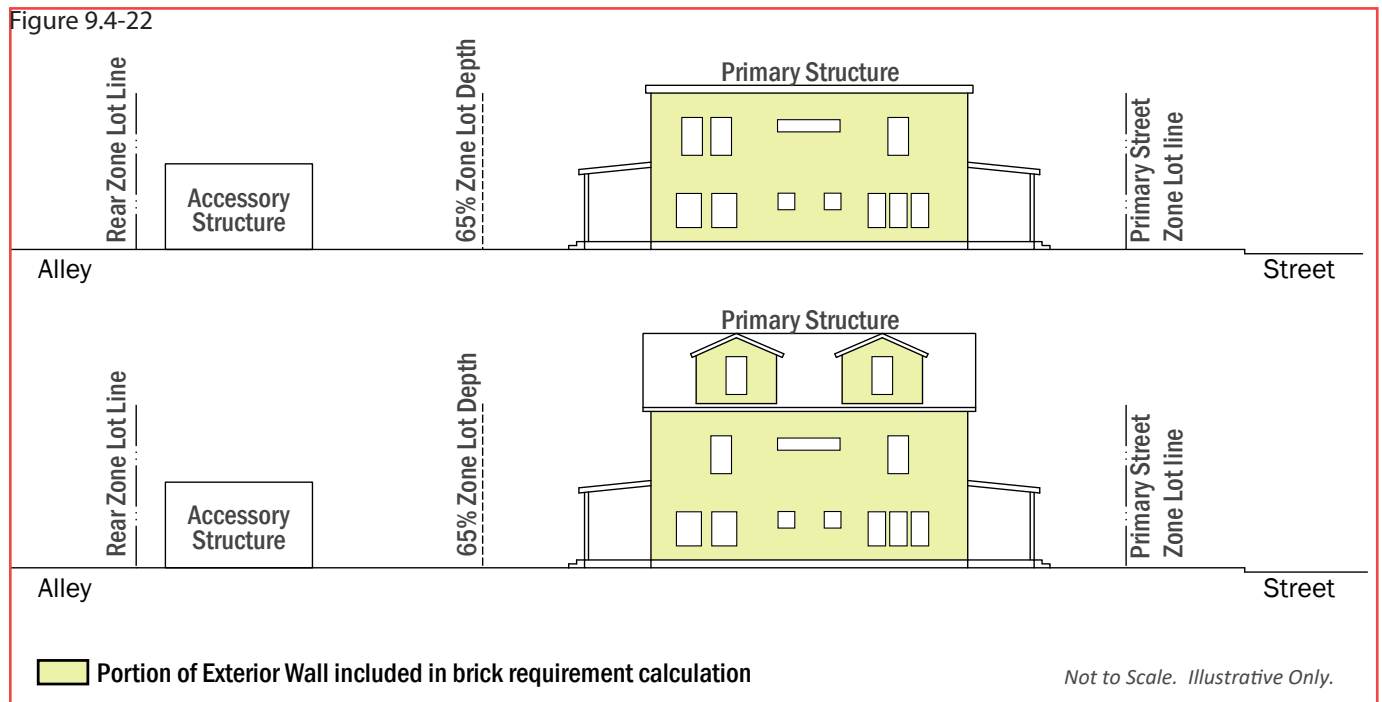 Figure 9.4-22
Rear Zone Lot Line
Accessory
Structure
65% Zone Lot Depth
Primary Structure
Primary Street
Zone Lot line
Alley
Street
Rear Zone Lot Line
Accessory
Structure
65% Zone Lot Depth
Primary Structure
Primary Street
Zone Lot line
Alley
Street
Portion of Exterior Wall included in brick requirement calculation
Not to Scale. Illustrative Only.